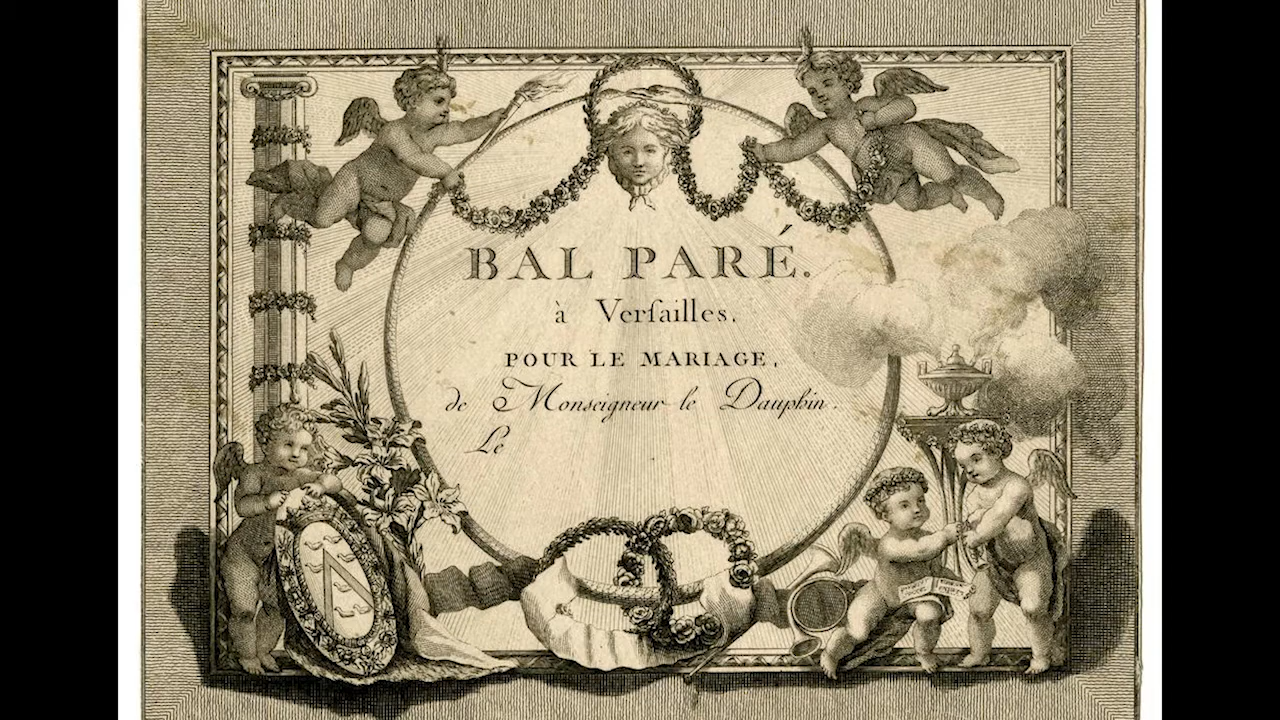 BAL PARÉ.
à Verſailles.
POUR LE MARIAGE,
de Monseigneur le Dauphin.
Le